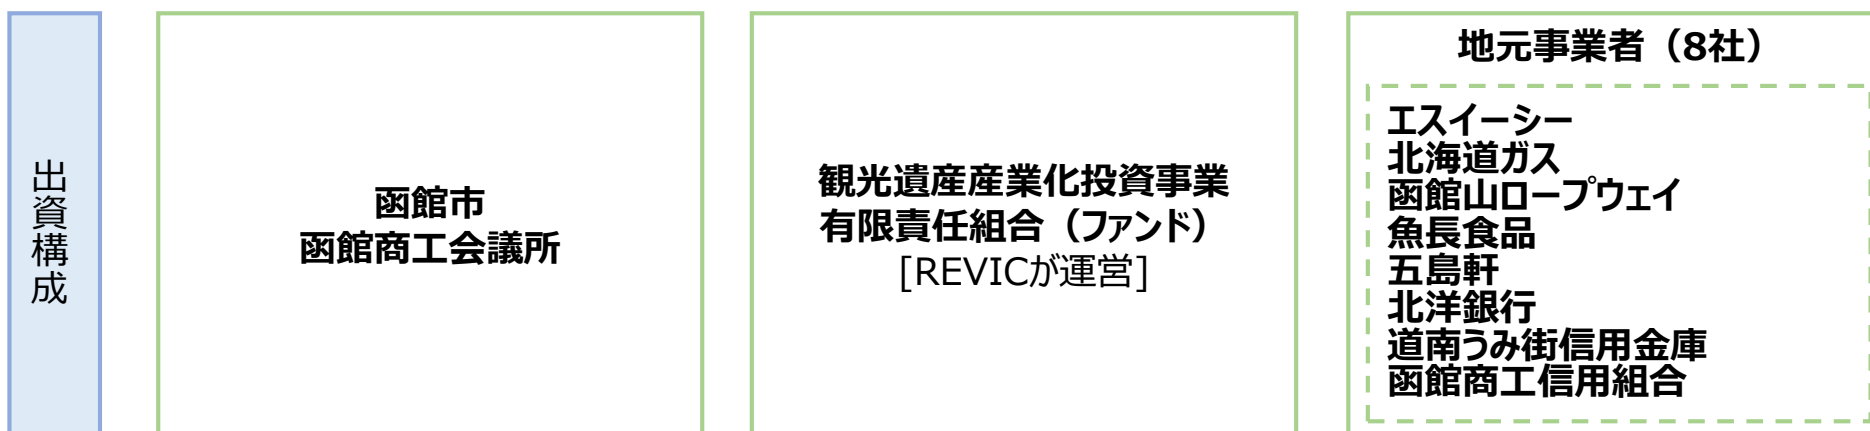 出資構成
函館市
函館商工会議所
観光遺産産業化投資事業
有限責任組合（ファンド）
[REVICが運営]
地元事業者（8社）
エスイーシー
北海道ガス
函館山ロープウェイ
魚長食品
五島軒
北洋銀行
道南うみ街信用金庫
函館商工信用組合